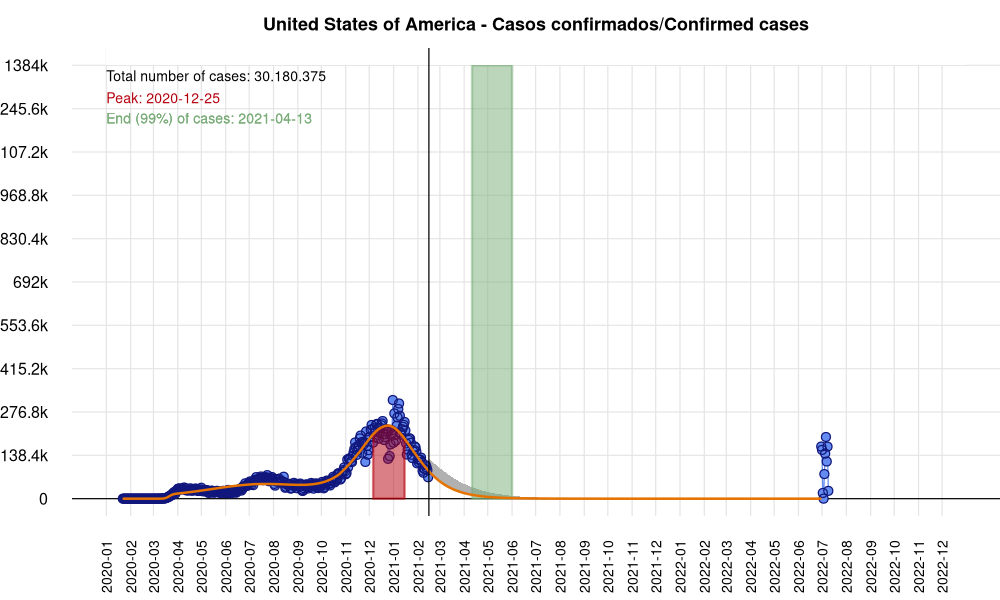 United States of America - Casos confirmados/Confirmed cases
Total number of cases: 30.180.375
Peak: 2020-12-25
End (99%) of cases: 2021-04-13
1384k
245.6k
107.2k
968.8k
830.4k
692k
553.6k
415.2k
276.8k
138.4k
0
2020-01
2020-02
2020-03
2020-04
2020-05
2020-06
2020-07
2020-08
2020-09
2020-10
2020-11
2020-12
2021-01
2021-02
2021-03
2021-04
2021-05
2021-06
2021-07
2021-08
2021-09
2021-10
2021-11
2021-12
2022-01
2022-02
2022-03
2022-04
2022-05
2022-06
2022-07
2022-08
2022-09
2022-10
2022-11
2022-12